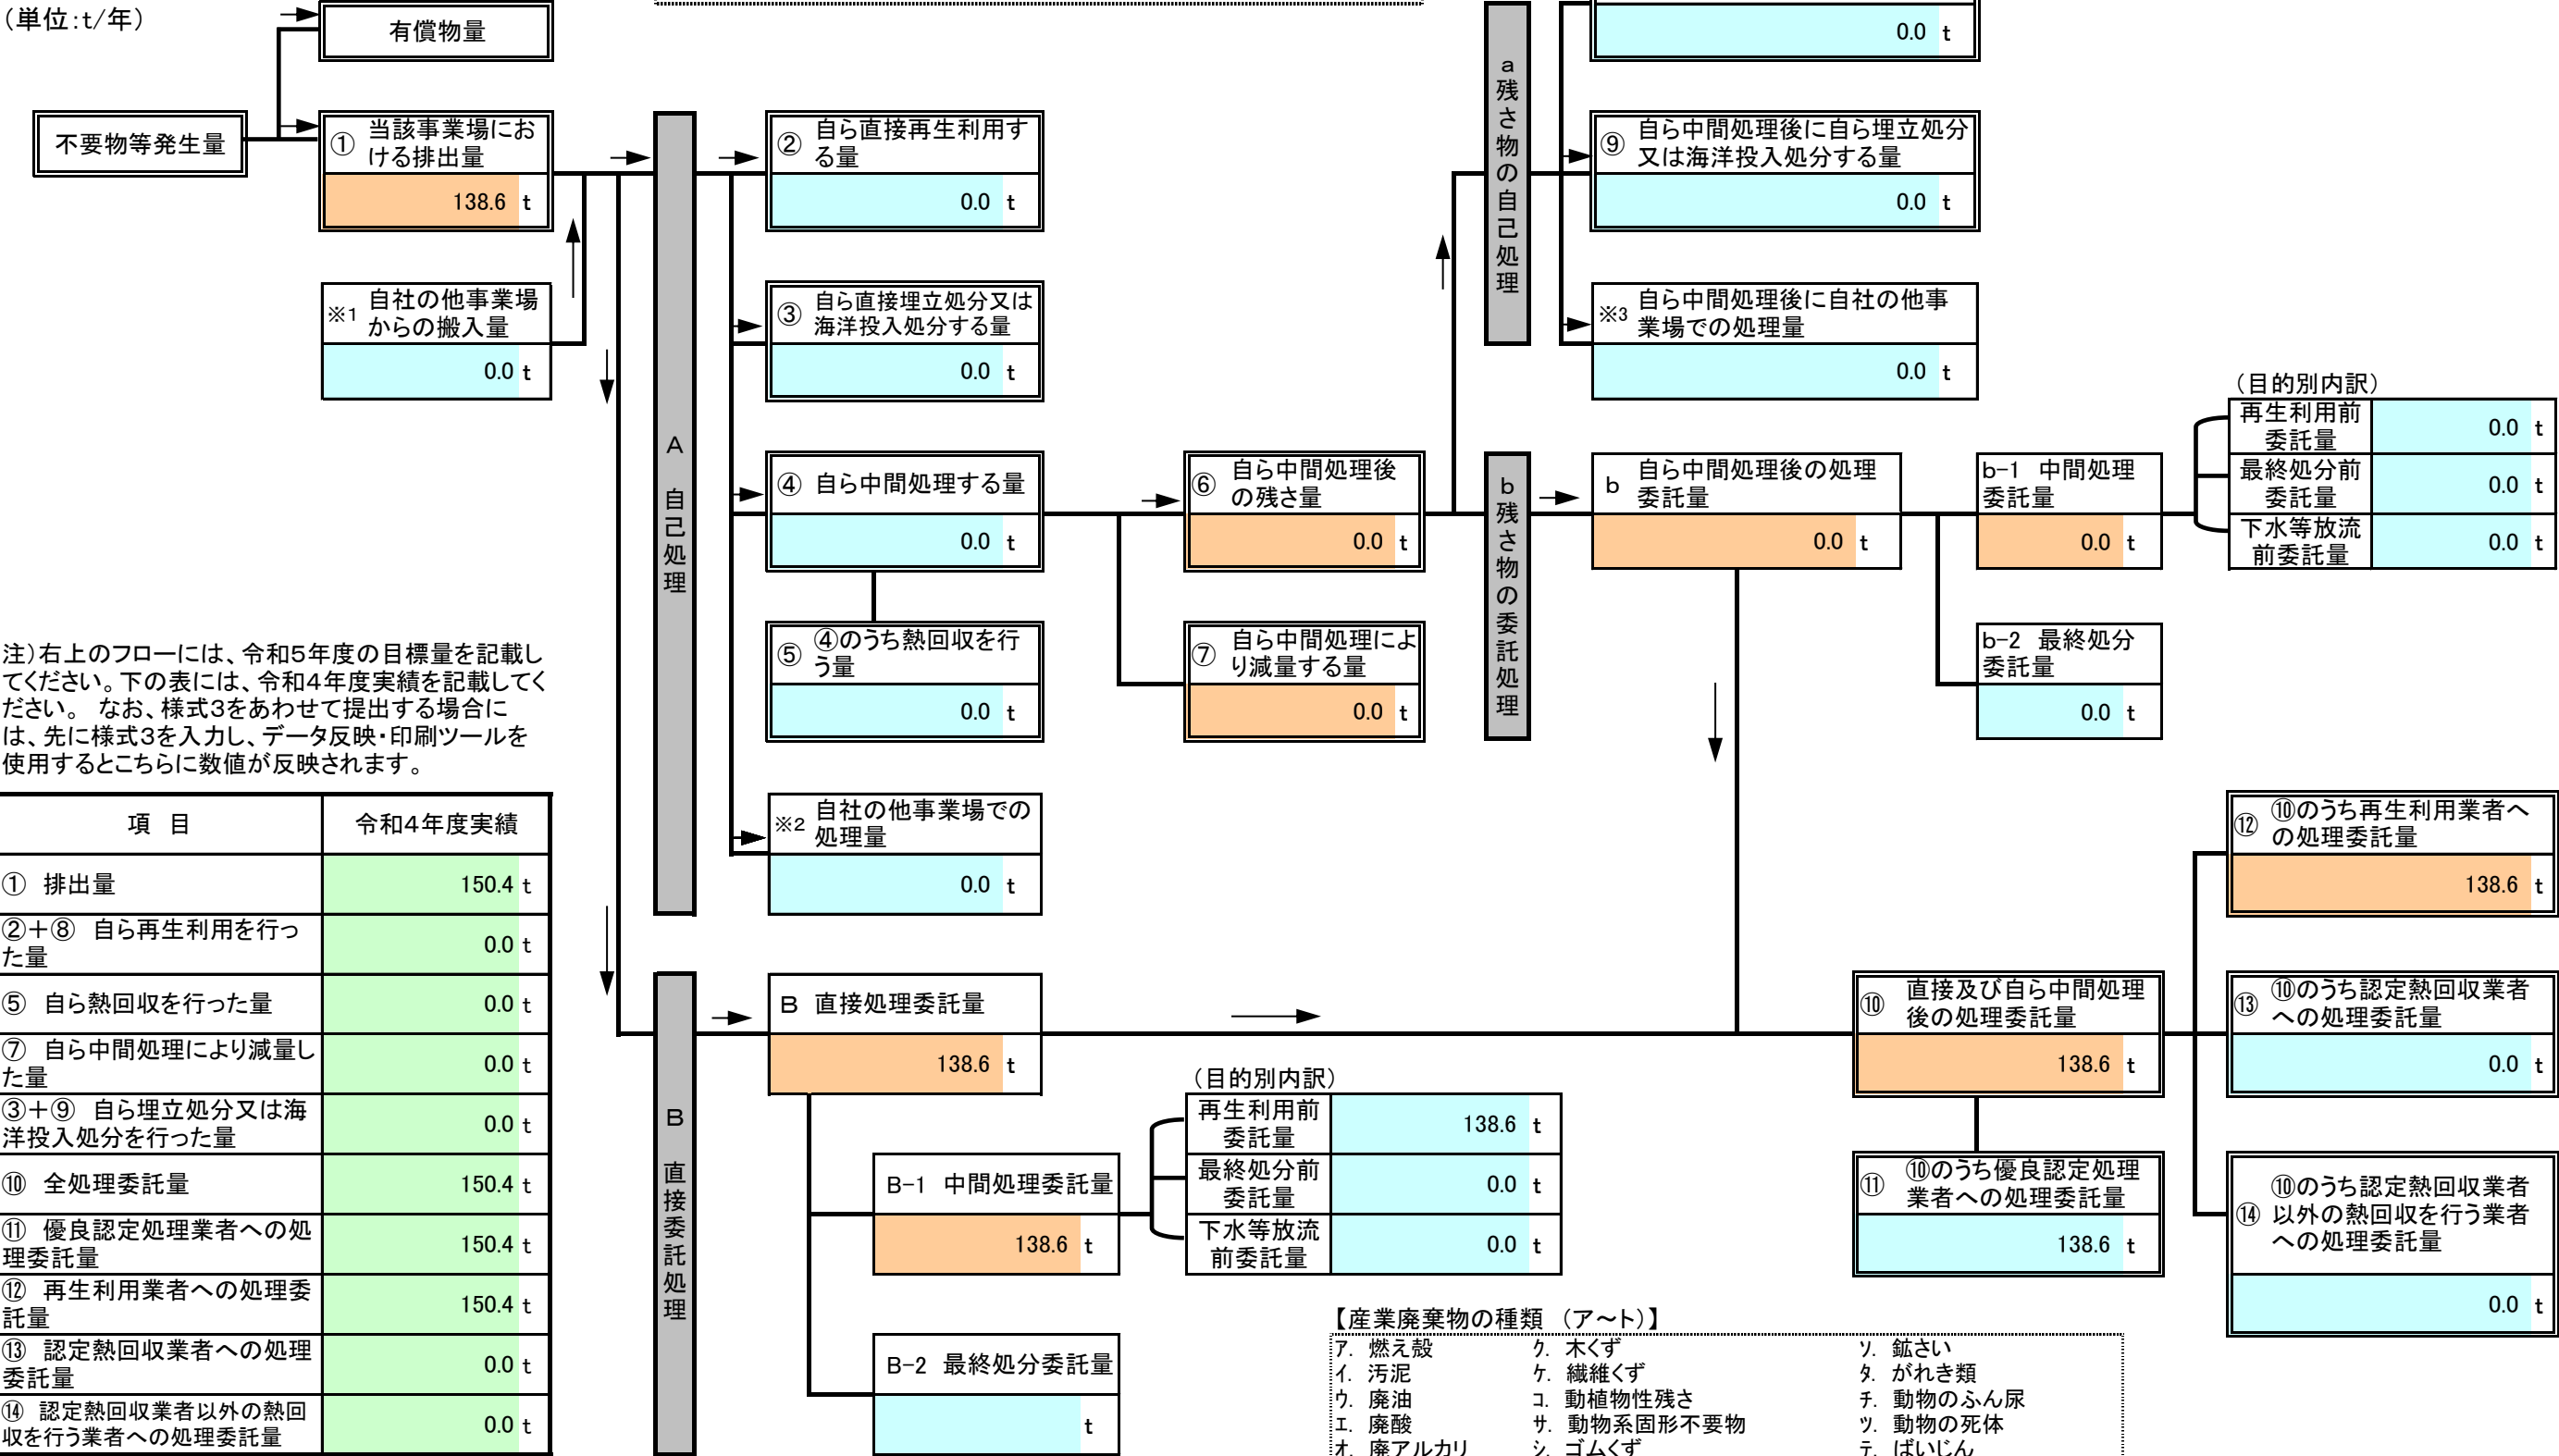 (単位:t/年)
有償物量
0.0 t
不要物等発生量
① 当該事業場にお
ける排出量
138.6 t
※1 自社の他事業場
からの搬入量
0.0 t
A 自己処理
② 自ら直接再生利用す
る量
0.0 t
③ 自ら直接埋立処分又は
海洋投入処分する量
0.0 t
④ 自ら中間処理する量
0.0 t
⑤ ④のうち熱回収を行
う量
0.0 t
※2 自社の他事業場での
処理量
0.0 t
⑥ 自ら中間処理後
の残さ量
0.0 t
⑦ 自ら中間処理によ
り減量する量
0.0 t
a 残さ物の自己処理
⑨ 自ら中間処理後に自ら埋立処分
又は海洋投入処分する量
0.0 t
※3 自ら中間処理後に自社の他事
業場での処理量
0.0 t
b 残さ物の委託処理
b 自ら中間処理後の処理
委託量
0.0 t
b-1 中間処理
委託量
0.0 t
(目的別内訳)
再生利用前
委託量
0.0 t
最終処分前
委託量
0.0 t
下水等放流
前委託量
0.0 t
b-2 最終処分
委託量
0.0 t
注)右上のフローには、令和5年度の目標量を記載し
てください。下の表には、令和4年度実績を記載してく
ださい。 なお、様式3をあわせて提出する場合に
は、先に様式3を入力し、データ反映・印刷ツールを
使用するとこちらに数値が反映されます。
項 目 令和4年度実績
① 排出量 150.4 t
②+⑧ 自ら再生利用を行っ
た量
0.0 t
⑤ 自ら熱回収を行った量 0.0 t
⑦ 自ら中間処理により減量し
た量
0.0 t
③+⑨ 自ら埋立処分又は海
洋投入処分を行った量
0.0 t
⑩ 全処理委託量 150.4 t
⑪ 優良認定処理業者への処
理委託量
150.4 t
⑫ 再生利用業者への処理委
託量
150.4 t
⑬ 認定熱回収業者への処理
委託量
0.0 t
⑭ 認定熱回収業者以外の熱回
収を行う業者への処理委託量
0.0 t
B 直接委託処理
B 直接処理委託量
138.6 t
B-1 中間処理委託量
138.6 t
(目的別内訳)
再生利用前
委託量
138.6 t
最終処分前
委託量
0.0 t
下水等放流
前委託量
0.0 t
B-2 最終処分委託量
t
⑩ 直接及び自ら中間処理
後の処理委託量
138.6 t
⑪ ⑩のうち優良認定処理
業者への処理委託量
138.6 t
⑫ ⑩のうち再生利用業者へ
の処理委託量
138.6 t
⑬ ⑩のうち認定熱回収業者
への処理委託量
0.0 t
⑭ ⑩のうち認定熱回収業者
以外の熱回収を行う業者
への処理委託量
0.0 t
【産業廃棄物の種類 (ア~ト)】
ア. 燃え殻 ク. 木くず ソ. 鉱さい
イ. 汚泥 ケ. 繊維くず タ. がれき類
ウ. 廃油 コ. 動植物性残さ チ. 動物のふん尿
エ. 廃酸 サ. 動物系固形不要物 ツ. 動物の死体
オ. 廃アルカリ シ. ゴムくず テ. ばいじん